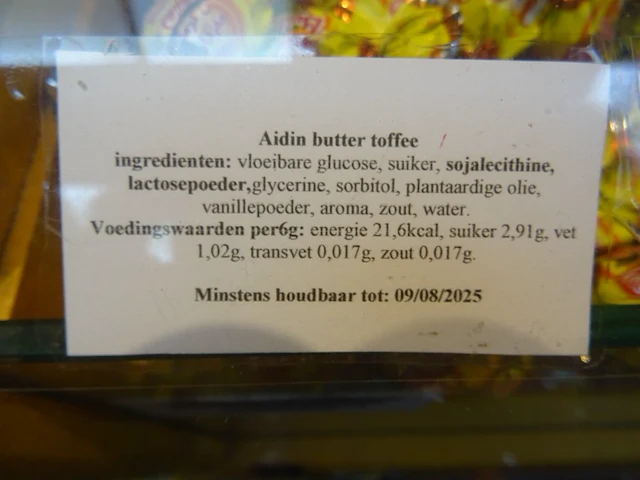 Aidin butter toffee
ingredienten: vloeibare glucose, suiker, sojalecithine,
lactosepoeder,glycerine, sorbitol, plantaardige olie,
vanillepoeder, aroma, zout, water.
Voedingswaarden per6g: energie 21,6kcal, suiker 2,91g, vet
1,02g, transvet 0,017g, zout 0,017g.
Minstens houdbaar tot: 09/08/2025